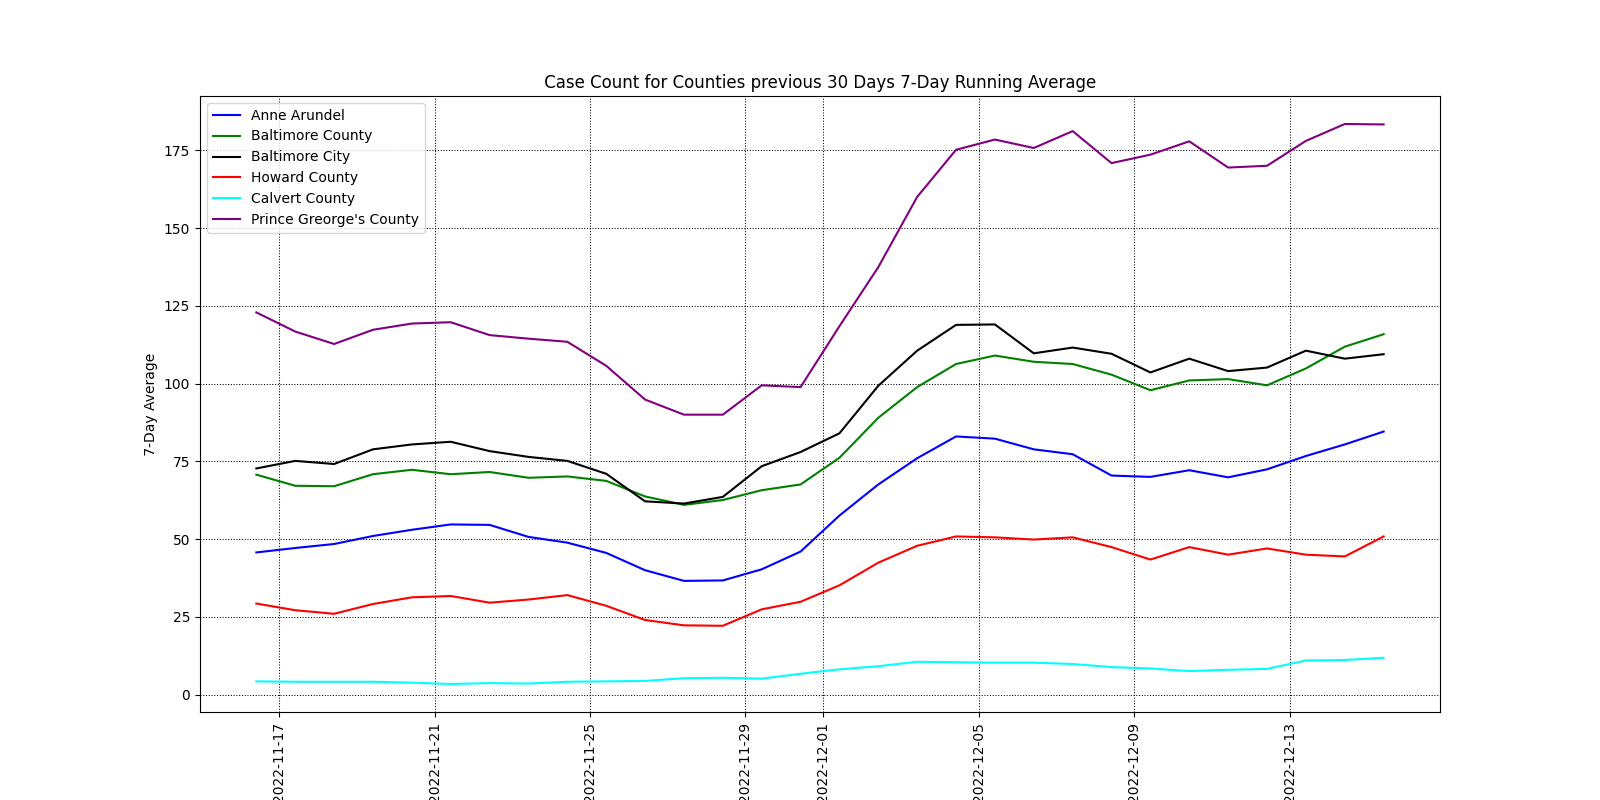 Case Count for Counties previous 30 Days 7-Day Running Average
Anne Arundel
Baltimore County
Baltimore City
Howard County
Calvert County
Prince Greorge's County
7-Day Average
175
150
125
100
75
50
25
0
2022-11-17
2022-11-21
2022-11-25
2022-11-29
2022-12-01
2022-12-05
2022-12-09
2022-12-13